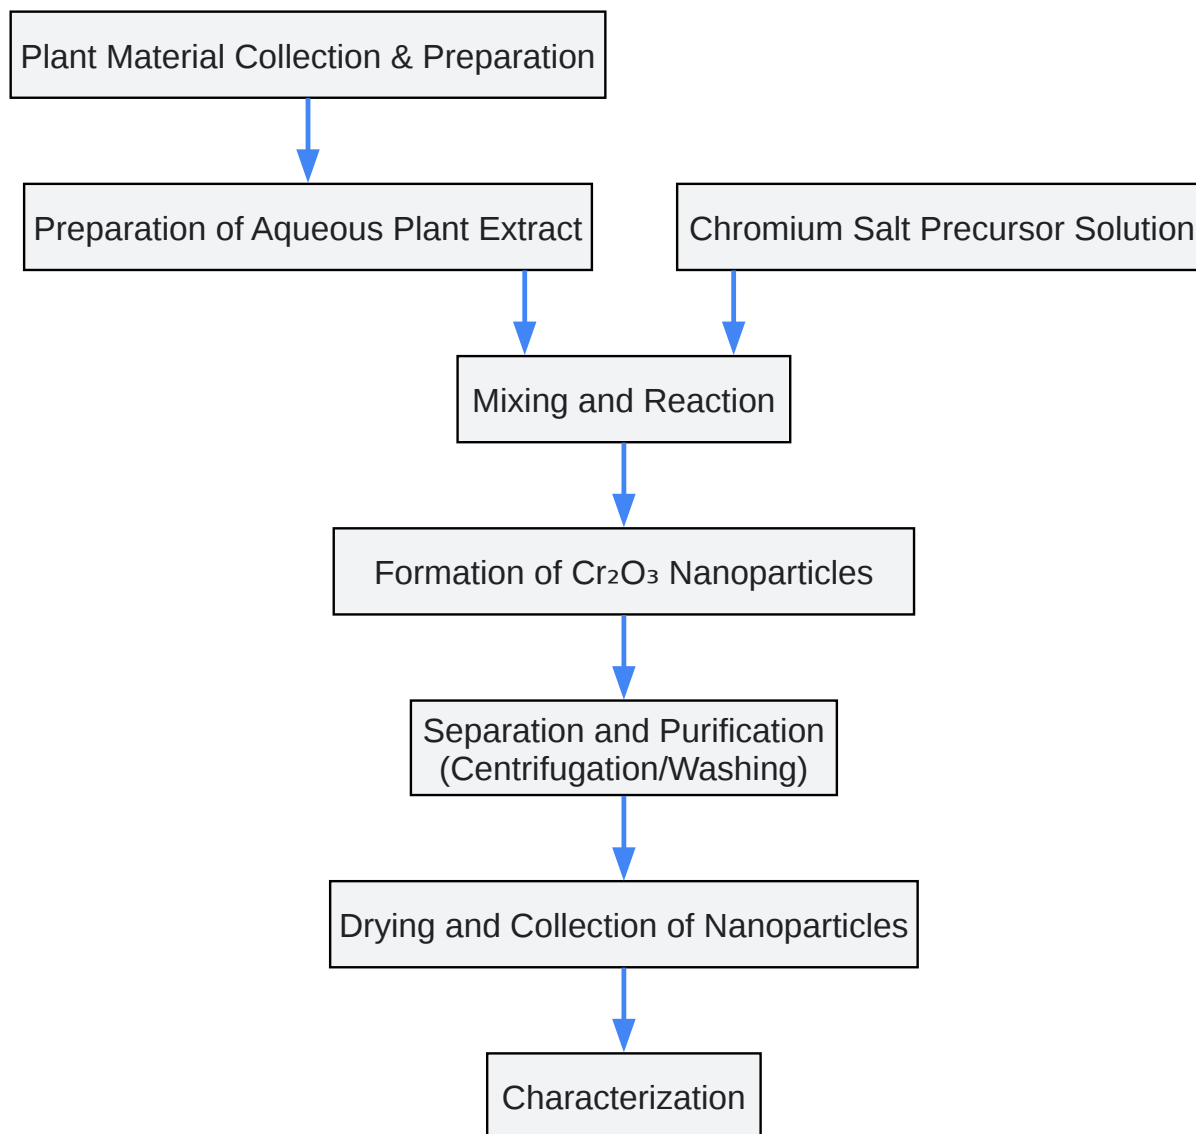 Plant Material Collection & Preparation
Preparation of Aqueous Plant Extract
Chromium Salt Precursor Solution
Mixing and Reaction
Formation of Cr₂O₃ Nanoparticles
Separation and Purification
(Centrifugation/Washing)
Drying and Collection of Nanoparticles
Characterization